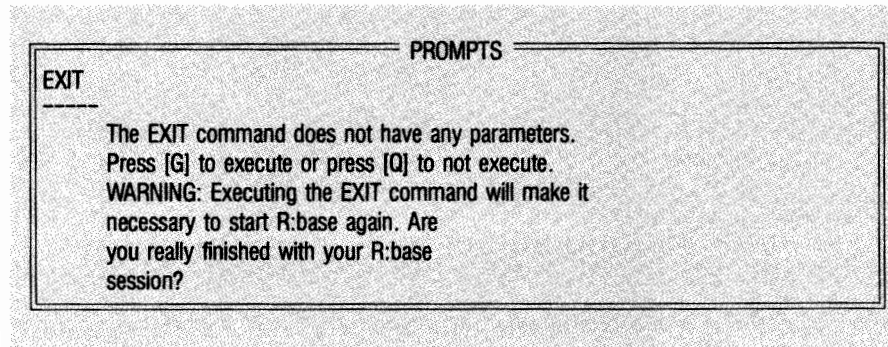 PROMPTS
EXIT
-----
The EXIT command does not have any parameters.
Press [G] to execute or press [Q] to not execute.
WARNING: Executing the EXIT command will make it
necessary to start R:base again. Are
you really finished with your R:base
session?